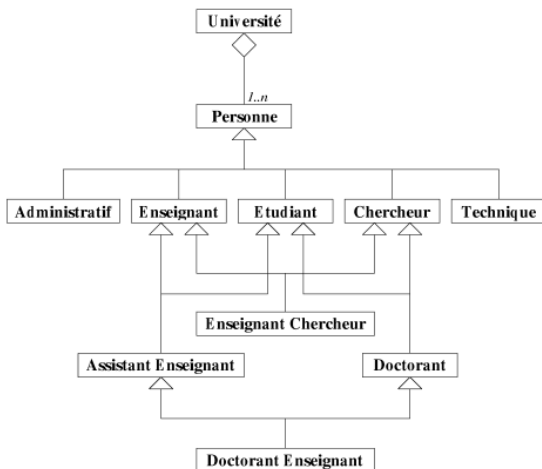 Université
1..n
Personne
Administratif
Enseignant
Etudiant
Chercheur
Technique
Enseignant Chercheur
Assistant Enseignant
Doctorant
Doctorant Enseignant